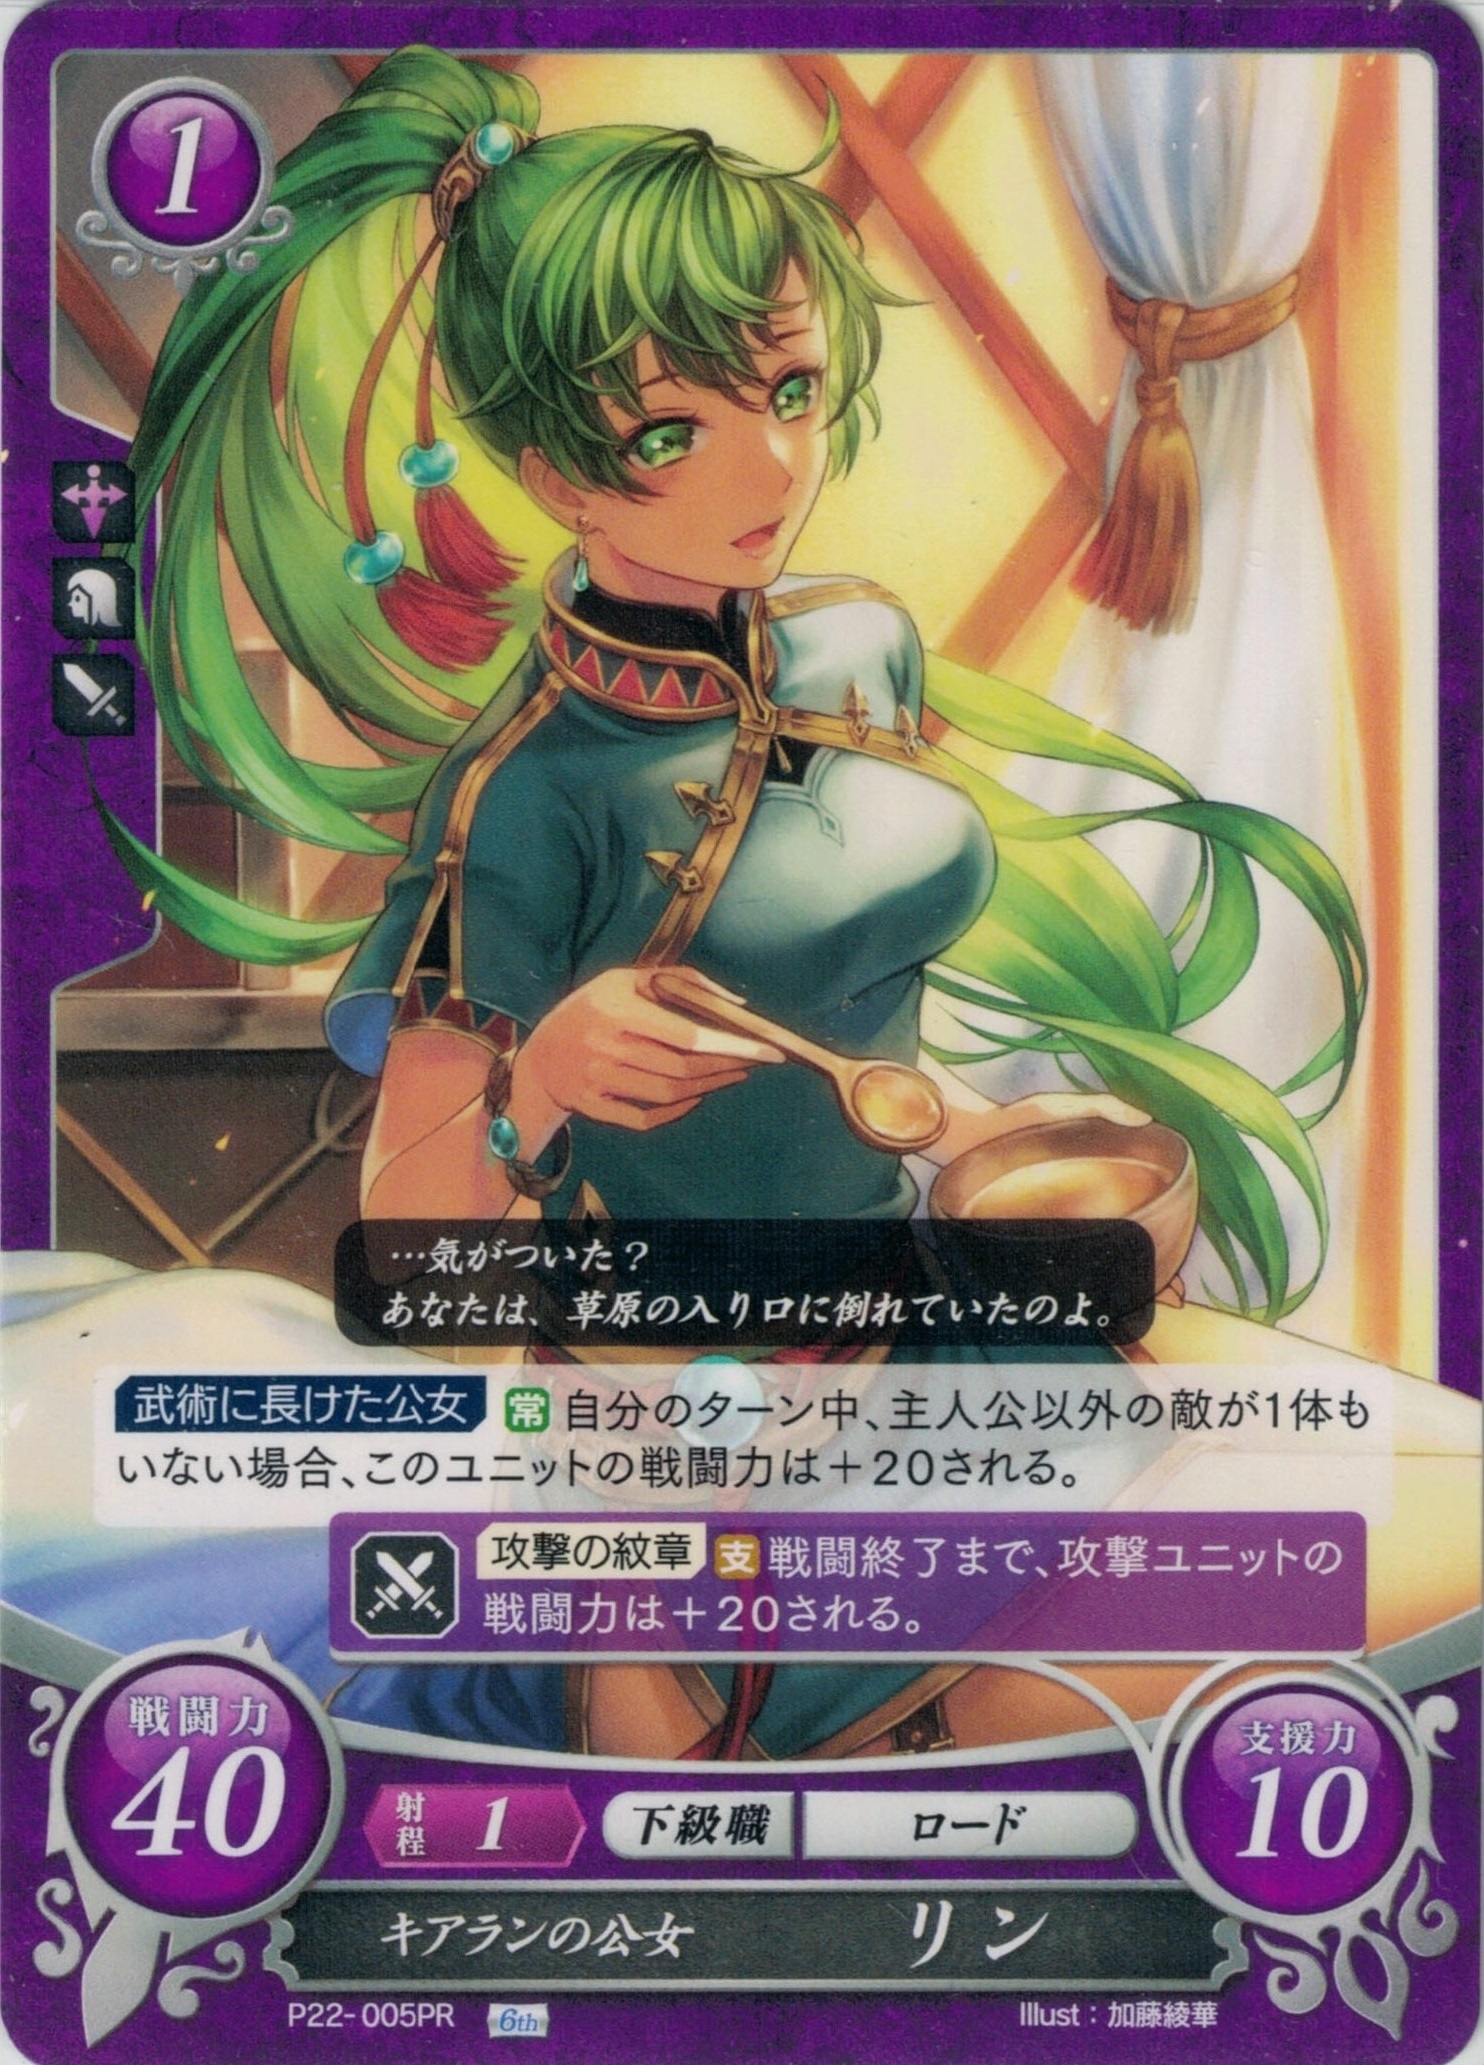 1
…気がついた？
あなたは、草原の入り口に倒れていたのよ。
武術に長けた公女 常 自分のターン中、主人公以外の敵が1体も
いない場合、このユニットの戦闘力は＋20される。
攻撃の紋章 支 戦闘終了まで、攻撃ユニットの
戦闘力は＋20される。
戦闘力
40
射程 1
下級職 ロード
支援力
10
キアランの公女 リン
P22-005PR 6th
Illust：加藤綾華